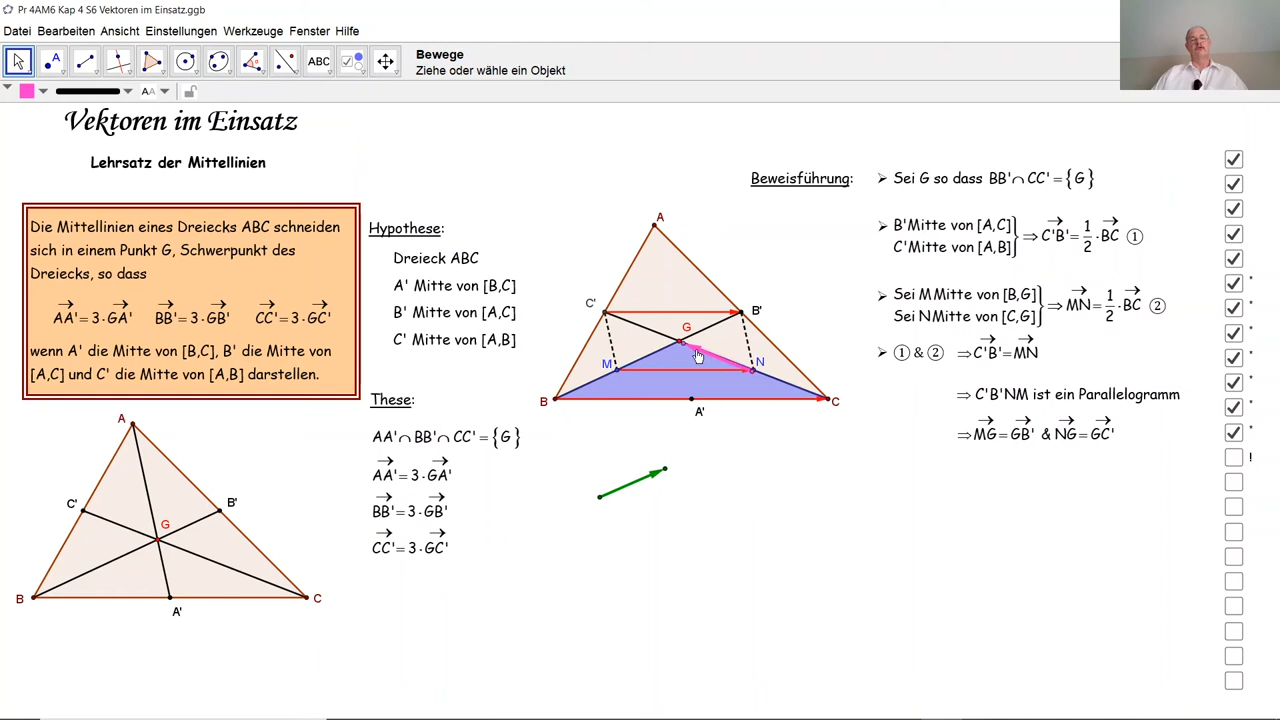 Pr 4AM6 Kap 4 S6 Vektoren im Einsatz.ggb
Datei Bearbeiten Ansicht Einstellungen Werkzeuge Fenster Hilfe
A
ABC
Bewege
Ziehe oder wähle ein Objekt
AA
Vektoren im Einsatz
Lehrsatz der Mittellinien
Die Mittellinien eines Dreiecks ABC schneiden
sich in einem Punkt G, Schwerpunkt des
Dreiecks, so dass
AA'⃗ = 3·GA'⃗ BB'⃗ = 3·GB'⃗ CC'⃗ = 3·GC'⃗
wenn A' die Mitte von [B,C], B' die Mitte von
[A,C] und C' die Mitte von [A,B] darstellen.
A
C'
B'
G
B
A'
C
Hypothese:
Dreieck ABC
A' Mitte von [B,C]
B' Mitte von [A,C]
C' Mitte von [A,B]
These:
AA'∩BB'∩CC' = {G}
AA'⃗ = 3·GA'⃗
BB'⃗ = 3·GB'⃗
CC'⃗ = 3·GC'⃗
A
C'
B'
G
M
N
B
A'
C
Beweisführung:
➢ Sei G so dass BB'∩CC' = {G}
➢ B'Mitte von [A,C]
C'Mitte von [A,B] } ⇒ C'B'⃗ = 1/2 · BC⃗ ①
➢ Sei M Mitte von [B,G]
Sei N Mitte von [C,G] } ⇒ MN⃗ = 1/2 · BC⃗ ②
➢ ① & ② ⇒ C'B'⃗ = MN⃗
⇒ C'B'NM ist ein Parallelogramm
⇒ MG⃗ = GB'⃗ & NG⃗ = GC'⃗
*
*
*
*
*
*
*
!